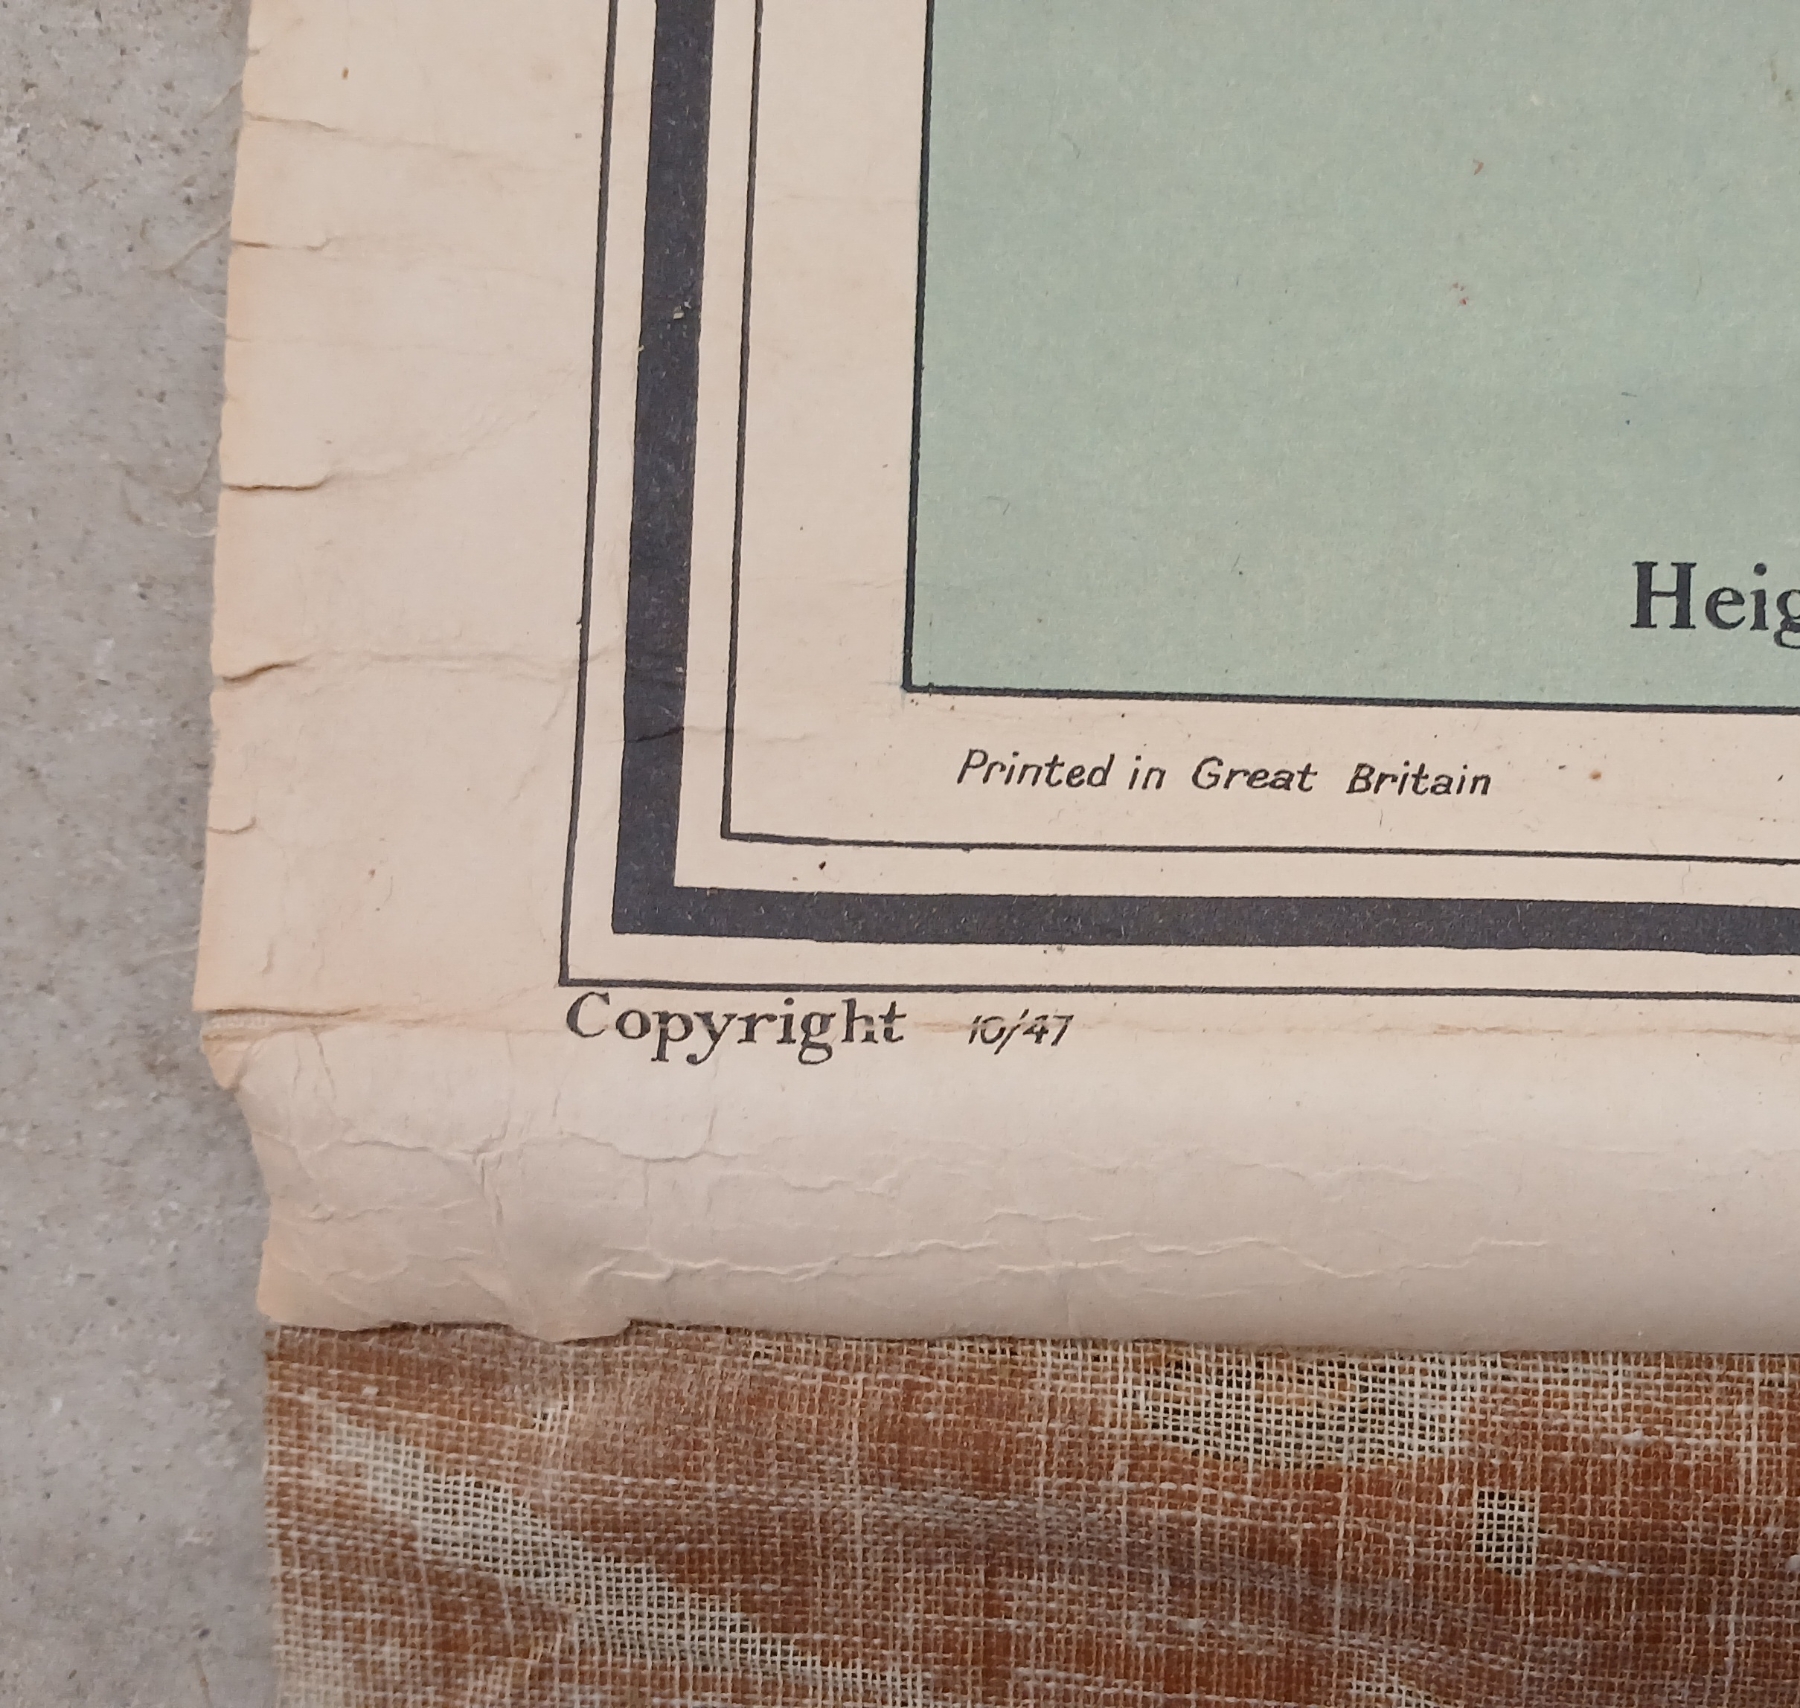 Heig
Printed in Great Britain
Copyright 10/47